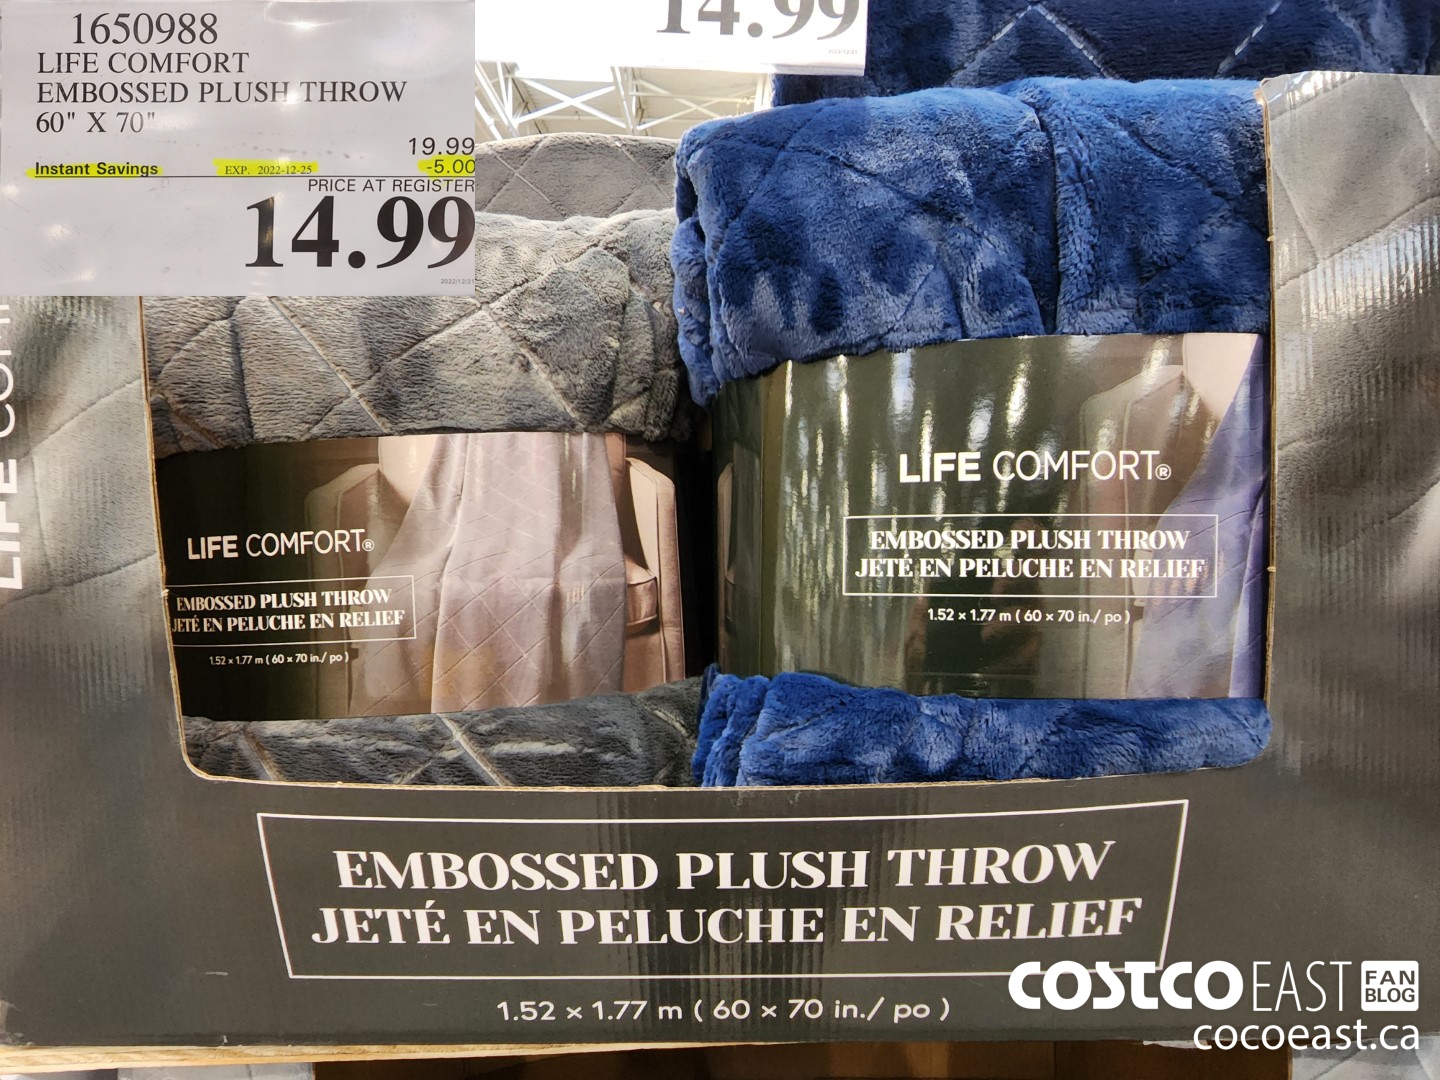 1650988
LIFE COMFORT
EMBOSSED PLUSH THROW
60" X 70"
19.99
Instant Savings EXP. 2022-12-25 -5.00
PRICE AT REGISTER
14.99
2022/12/21
14.99
LIFE COMFORT®
EMBOSSED PLUSH THROW
JETÉ EN PELUCHE EN RELIEF
1.52 x 1.77 m ( 60 x 70 in./ po )
LIFE COMFORT®
EMBOSSED PLUSH THROW
JETÉ EN PELUCHE EN RELIEF
1.52 x 1.77 m ( 60 x 70 in./ po )
EMBOSSED PLUSH THROW
JETÉ EN PELUCHE EN RELIEF
1.52 x 1.77 m ( 60 x 70 in./ po )
COSTCO EAST FAN BLOG
cocoeast.ca